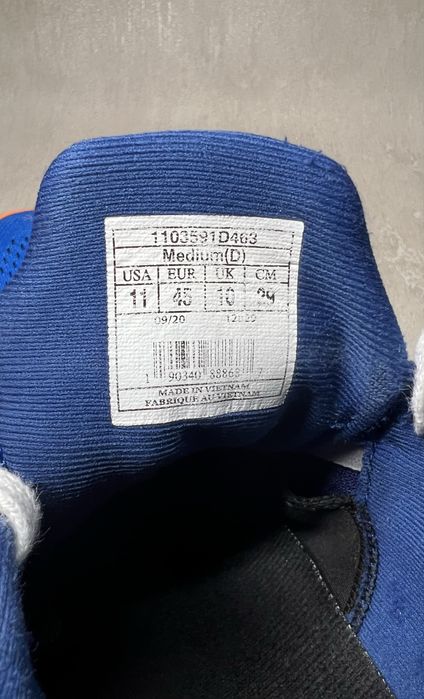 1103591D463
Medium(D)
USA EUR UK CM
11 45 10 29
09/20
1 90340 7
MADE IN VIETNAM
FABRIQUE AU VIETNAM